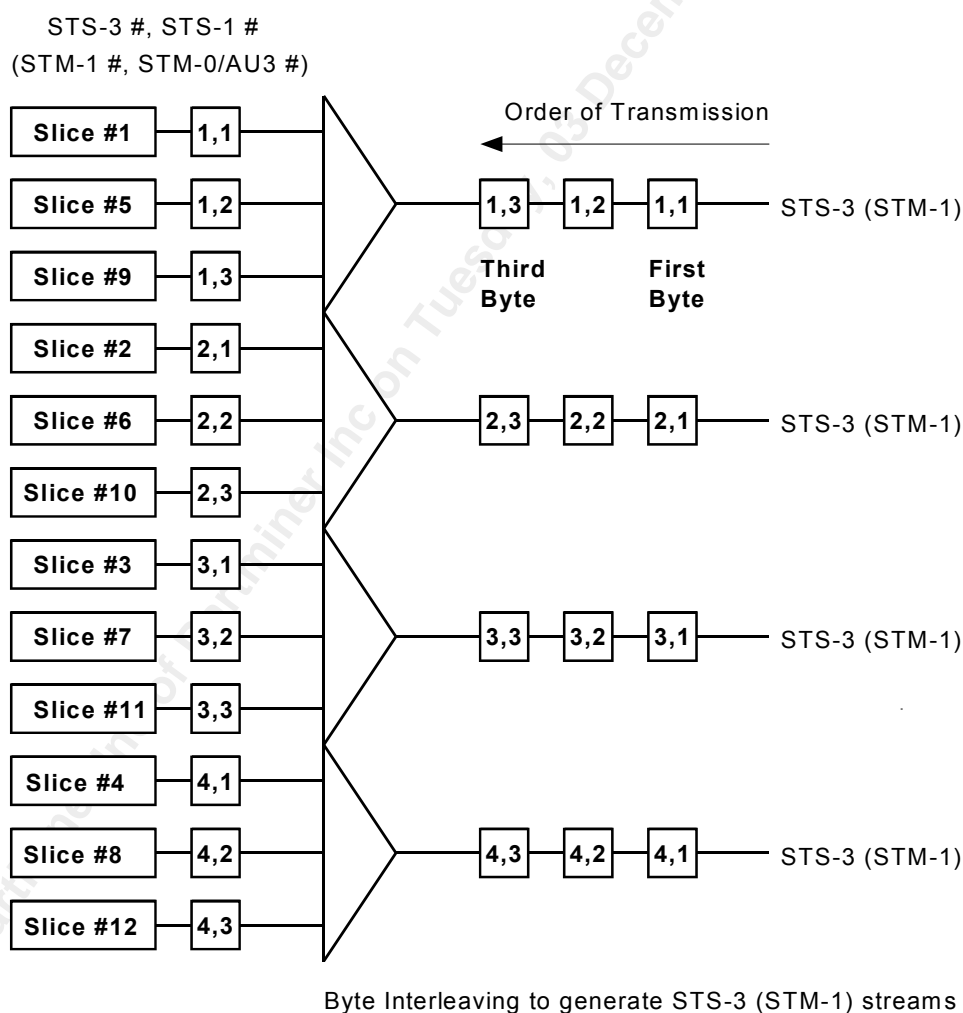 STS-3 #, STS-1 #
(STM-1 #, STM-0/AU3 #)
Order of Transmission
Slice #1 1,1
Slice #5 1,2 1,3 1,2 1,1 STS-3 (STM-1)
Slice #9 1,3
Third Byte
First Byte
Slice #2 2,1
Slice #6 2,2 2,3 2,2 2,1 STS-3 (STM-1)
Slice #10 2,3
Slice #3 3,1
Slice #7 3,2 3,3 3,2 3,1 STS-3 (STM-1)
Slice #11 3,3
Slice #4 4,1
Slice #8 4,2 4,3 4,2 4,1 STS-3 (STM-1)
Slice #12 4,3
Byte Interleaving to generate STS-3 (STM-1) streams